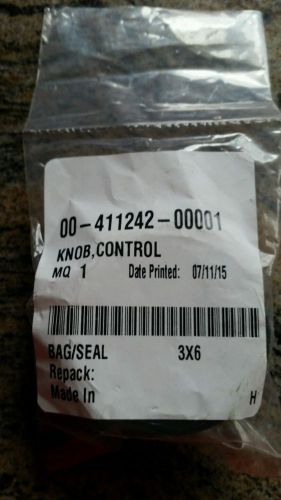 00-411242-00001
KNOB,CONTROL
MQ 1 Date Printed: 07/11/15
BAG/SEAL 3X6
Repack:
Made In H